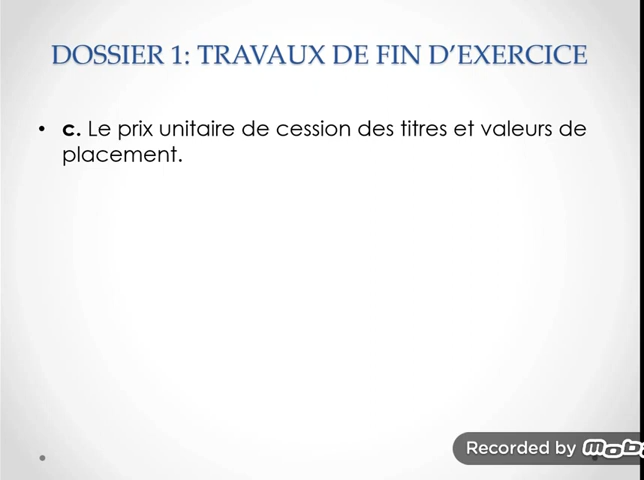 DOSSIER 1: TRAVAUX DE FIN D'EXERCICE
• c. Le prix unitaire de cession des titres et valeurs de
placement.
Recorded by